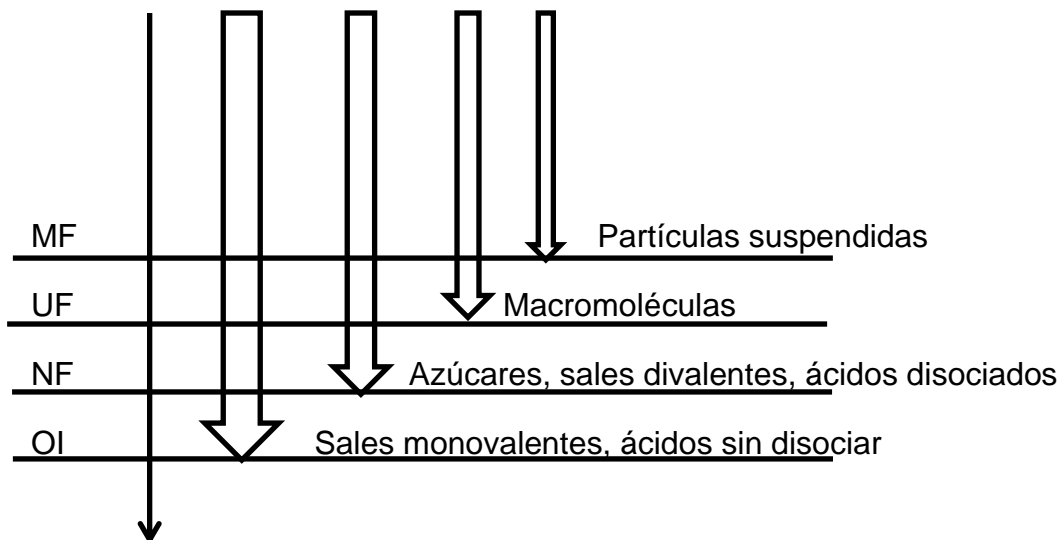 MF Partículas suspendidas
UF Macromoléculas
NF Azúcares, sales divalentes, ácidos disociados
OI Sales monovalentes, ácidos sin disociar